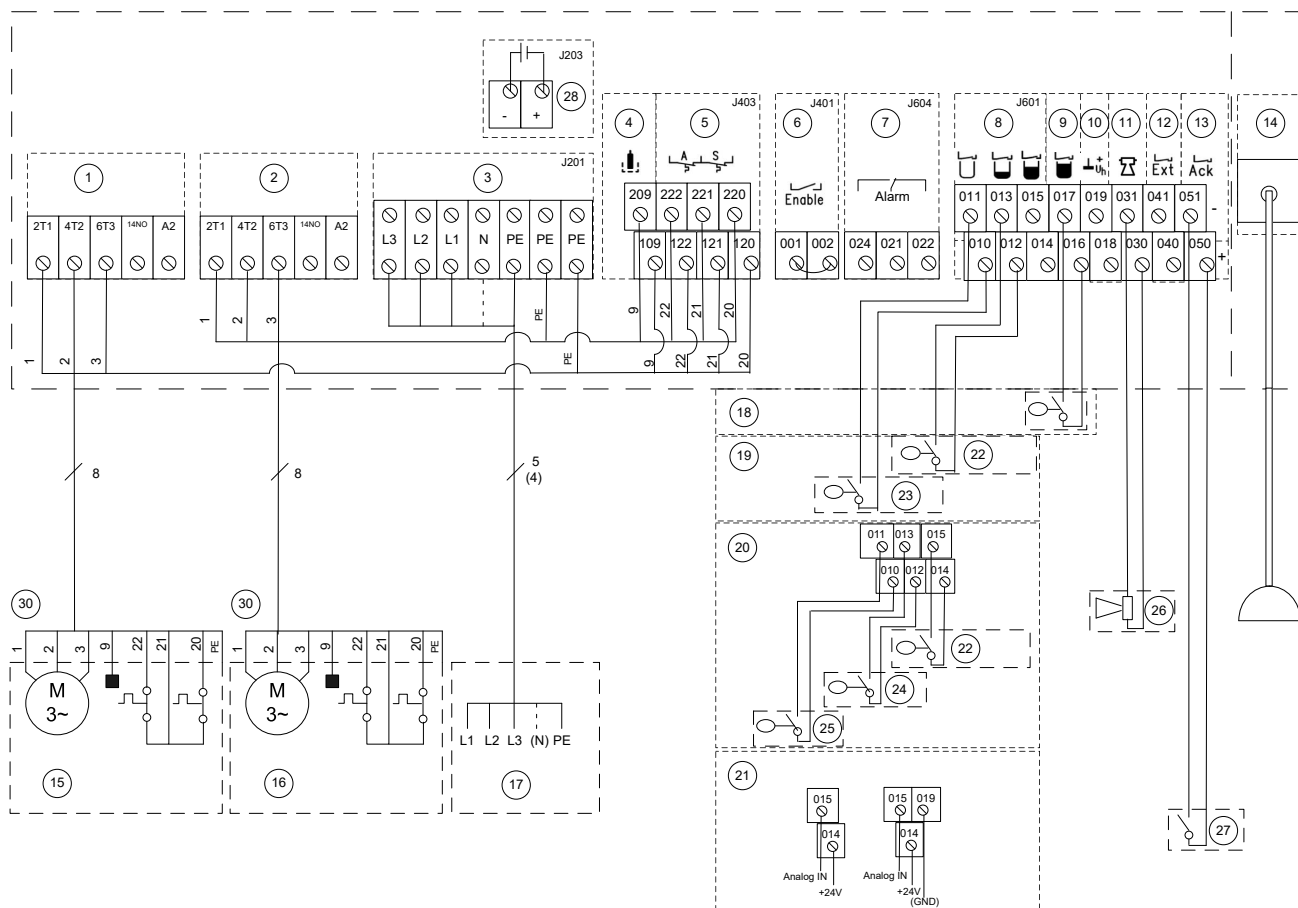 J203
28
- +
J403
J401
J604
J601
1
2
3
J201
4
5
6
7
8
9
10
11
12
13
14
A S
Enable
Alarm
+
Uh
Ext
Ack
2T1 4T2 6T3 14NO A2
2T1 4T2 6T3 14NO A2
L3 L2 L1 N PE PE PE
209 222 221 220
109 122 121 120
001 002
024 021 022
011 013 015 017 019 031 041 051 -
010 012 014 016 018 030 040 050 +
1 2 3
1 2 3
PE
PE
9 22 21 20
9 22 21 20
18
19
22
23
8
8
5
(4)
20
011 013 015
010 012 014
22
24
25
26
30
30
1 2 3 9 22 21 20 PE
1 2 3 9 22 21 20 PE
M
3~
M
3~
L1 L2 L3 (N) PE
15
16
17
21
27
015
014
Analog IN
+24V
015 019
014
Analog IN
+24V
(GND)